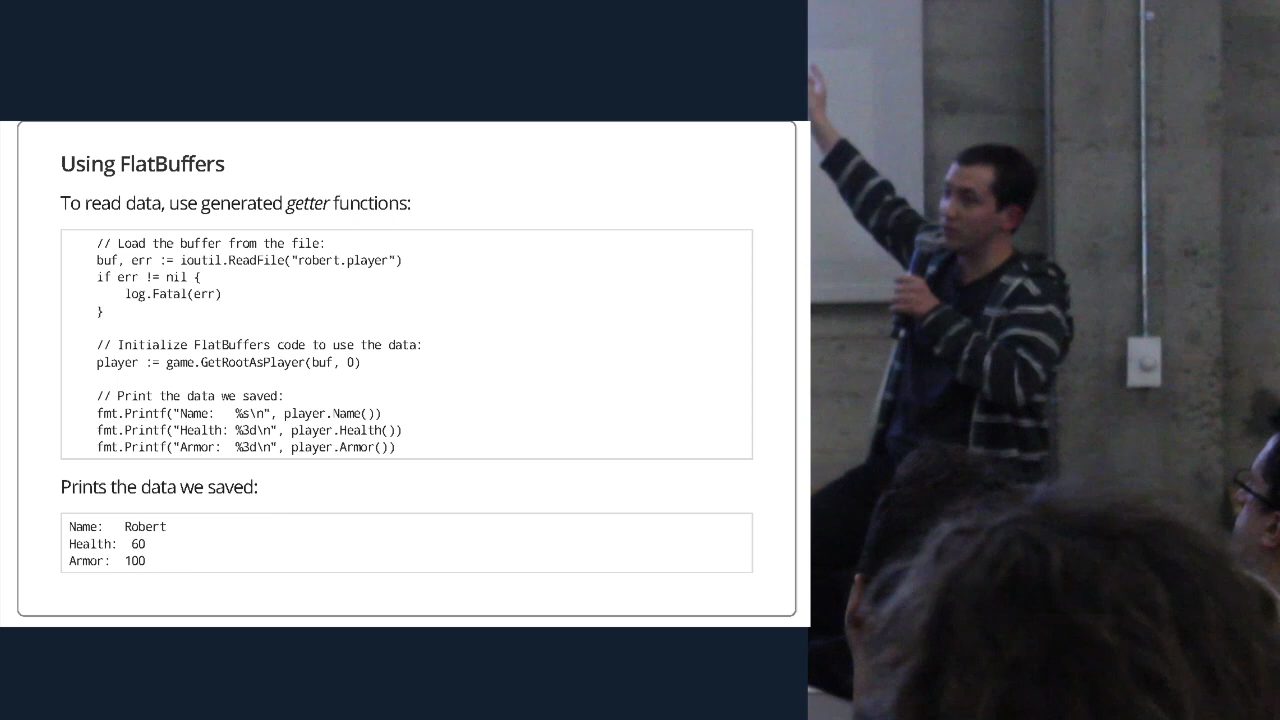 Using FlatBuffers
To read data, use generated getter functions:
// Load the buffer from the file:
buf, err := ioutil.ReadFile("robert.player")
if err != nil {
    log.Fatal(err)
}
// Initialize FlatBuffers code to use the data:
player := game.GetRootAsPlayer(buf, 0)
// Print the data we saved:
fmt.Printf("Name:   %s\n", player.Name())
fmt.Printf("Health: %3d\n", player.Health())
fmt.Printf("Armor:  %3d\n", player.Armor())
Prints the data we saved:
Name:   Robert
Health:  60
Armor:  100